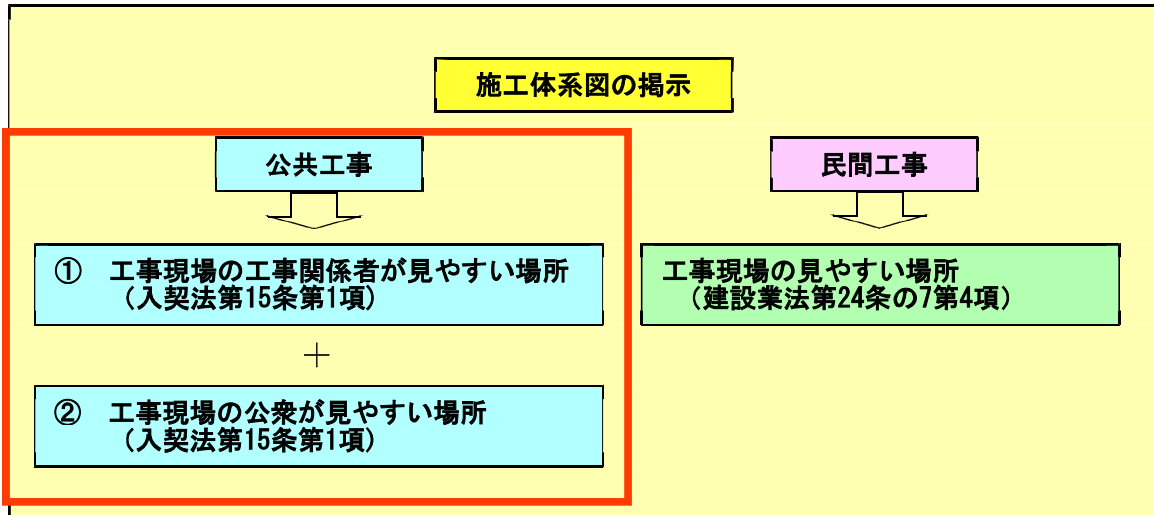 施工体系図の掲示
公共工事
① 工事現場の工事関係者が見やすい場所
（入契法第15条第1項）
＋
② 工事現場の公衆が見やすい場所
（入契法第15条第1項）
民間工事
工事現場の見やすい場所
（建設業法第24条の7第4項）